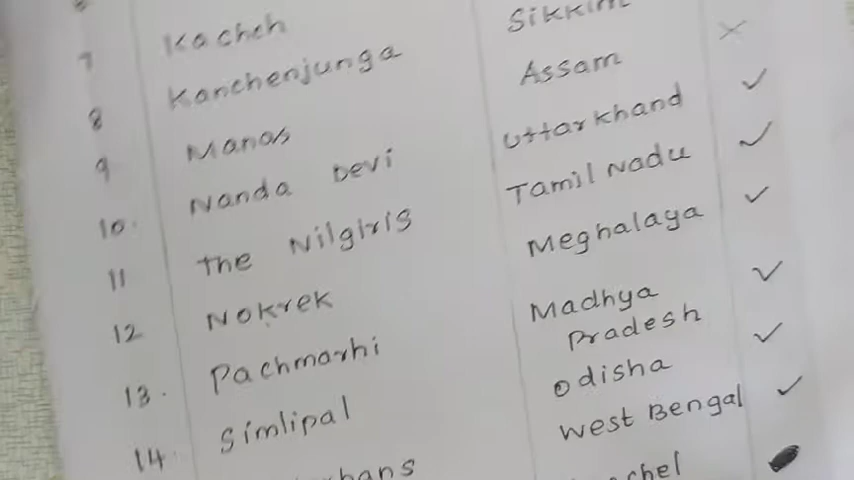 7 Kachch
8 Kanchenjunga Sikkim
9 Manas Assam ×
10. Nanda Devi Uttarkhand ✓
11 The Nilgiris Tamil Nadu ✓
12 Nokrek Meghalaya ✓
13. Pachmarhi Madhya ✓
Pradesh
14 Simlipal Odisha ✓
West Bengal ✓